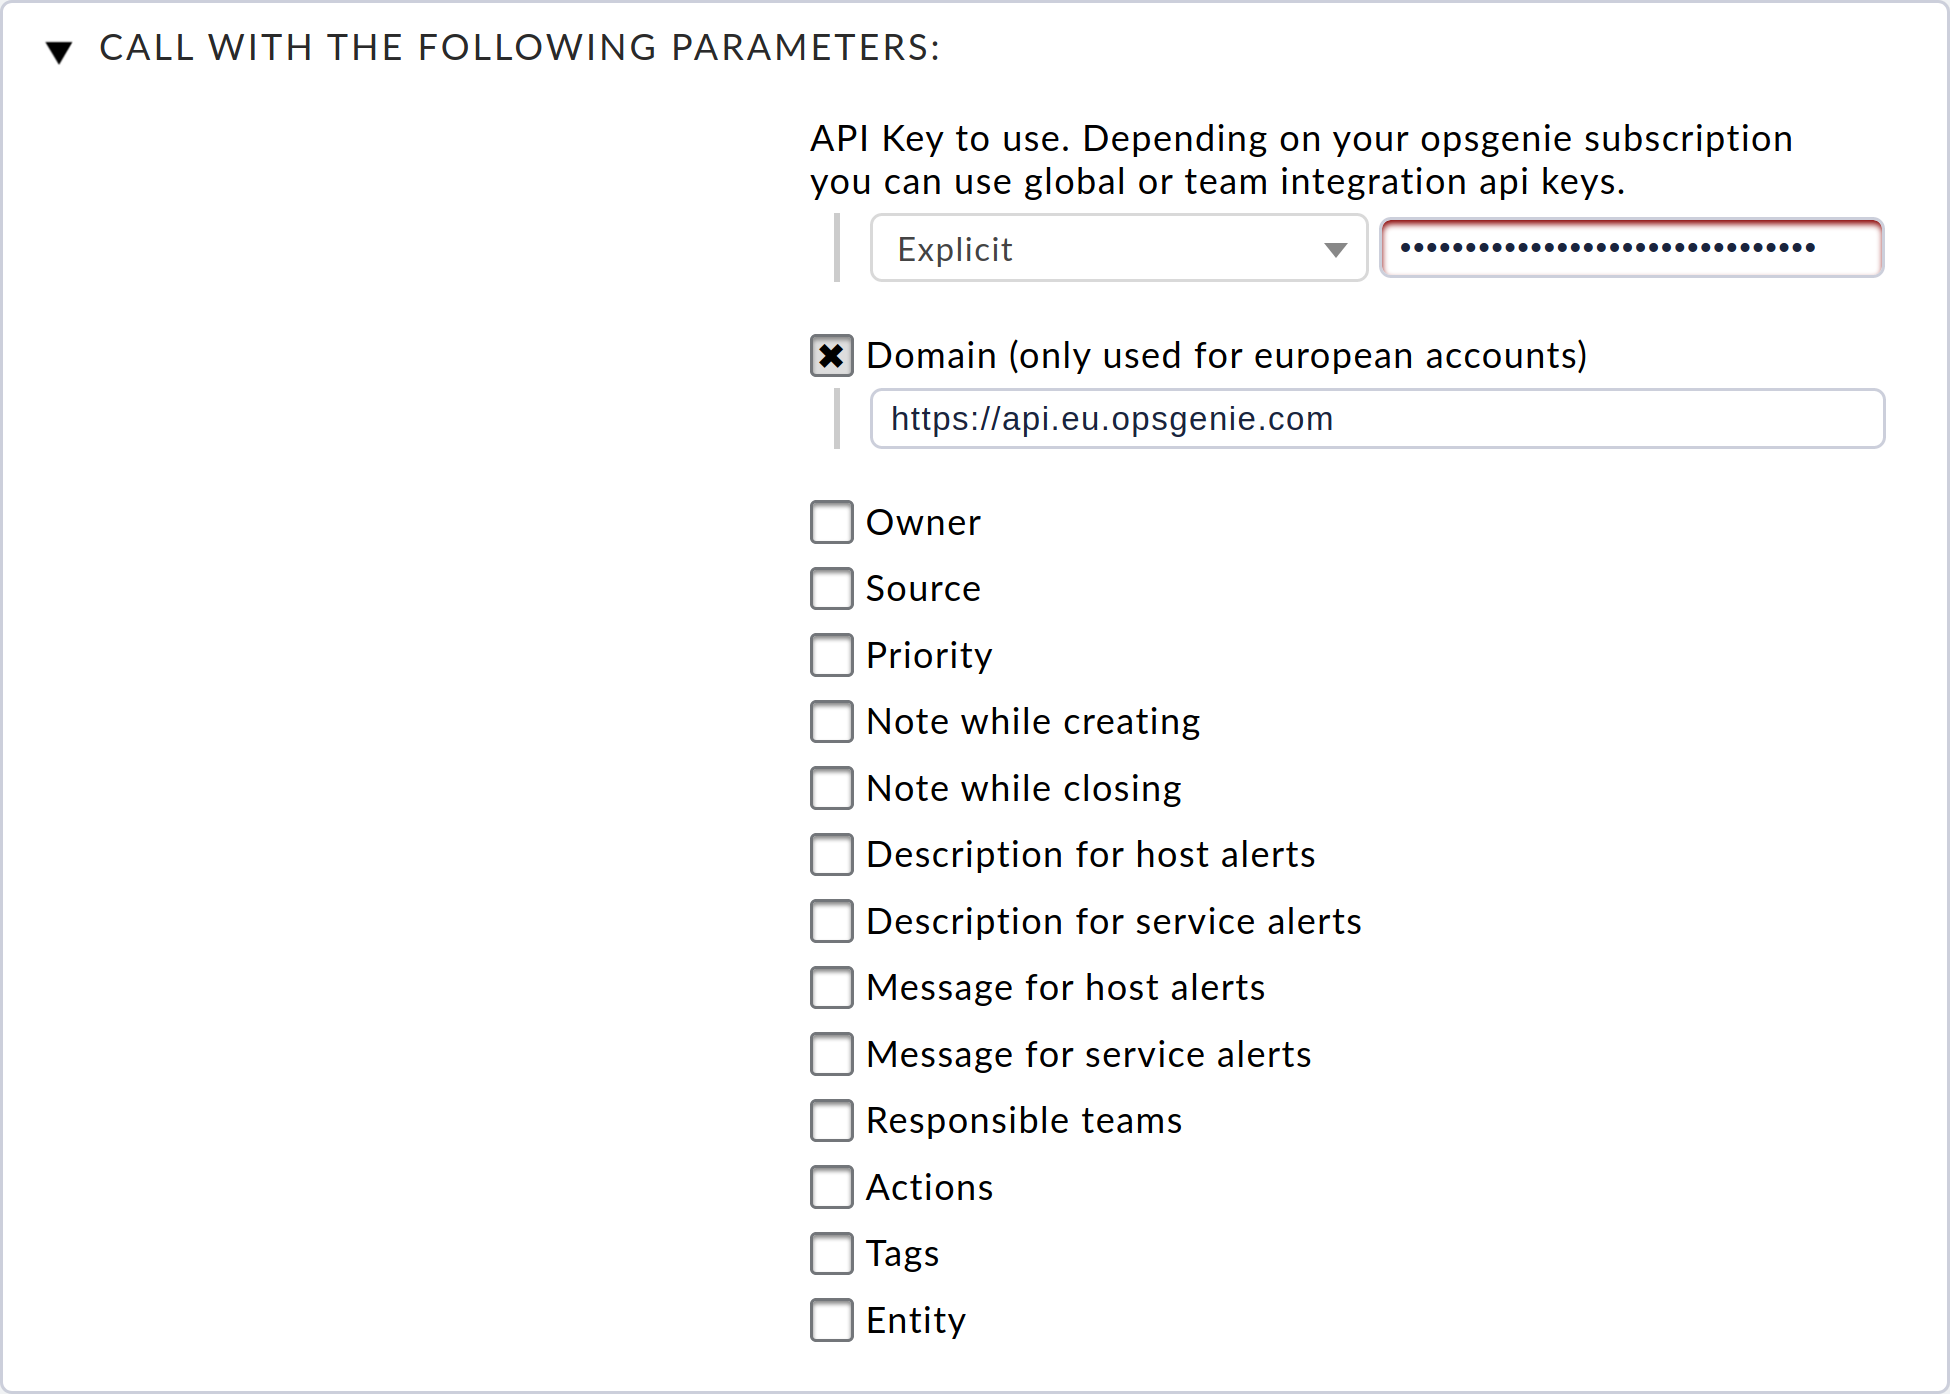 CALL WITH THE FOLLOWING PARAMETERS:
API Key to use. Depending on your opsgenie subscription
you can use global or team integration api keys.
Explicit ••••••••••••••••••••••••••••••••
Domain (only used for european accounts)
https://api.eu.opsgenie.com
Owner
Source
Priority
Note while creating
Note while closing
Description for host alerts
Description for service alerts
Message for host alerts
Message for service alerts
Responsible teams
Actions
Tags
Entity